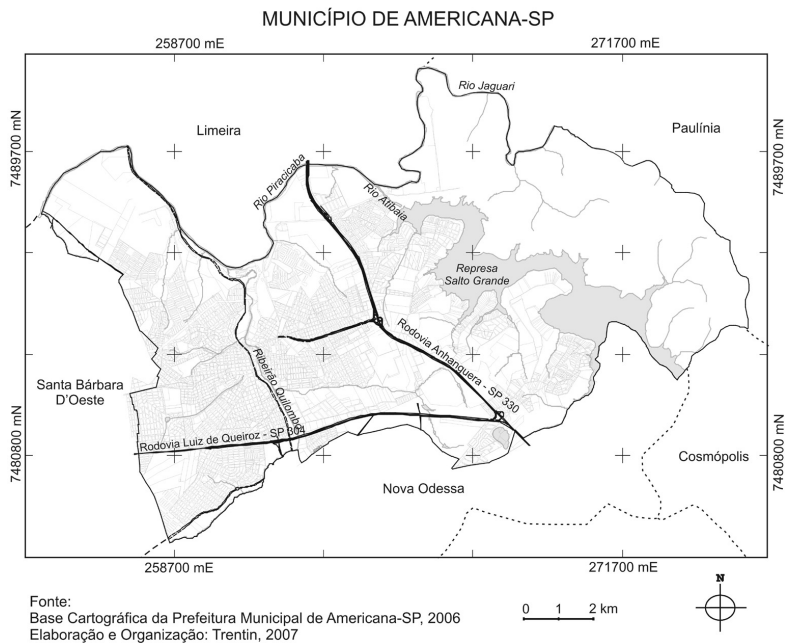 MUNICÍPIO DE AMERICANA-SP
258700 mE
271700 mE
7489700 mN
7489700 mN
Rio Jaguari
Limeira
Paulínia
Rio Piracicaba
Rio Atibaia
Represa
Salto Grande
Rodovia Anhanguera - SP 330
Santa Bárbara
D'Oeste
Ribeirão Quilombo
Rodovia Luiz de Queiroz - SP 304
7480800 mN
7480800 mN
Cosmópolis
Nova Odessa
258700 mE
271700 mE
N
Fonte:
Base Cartográfica da Prefeitura Municipal de Americana-SP, 2006
Elaboração e Organização: Trentin, 2007
0 1 2 km